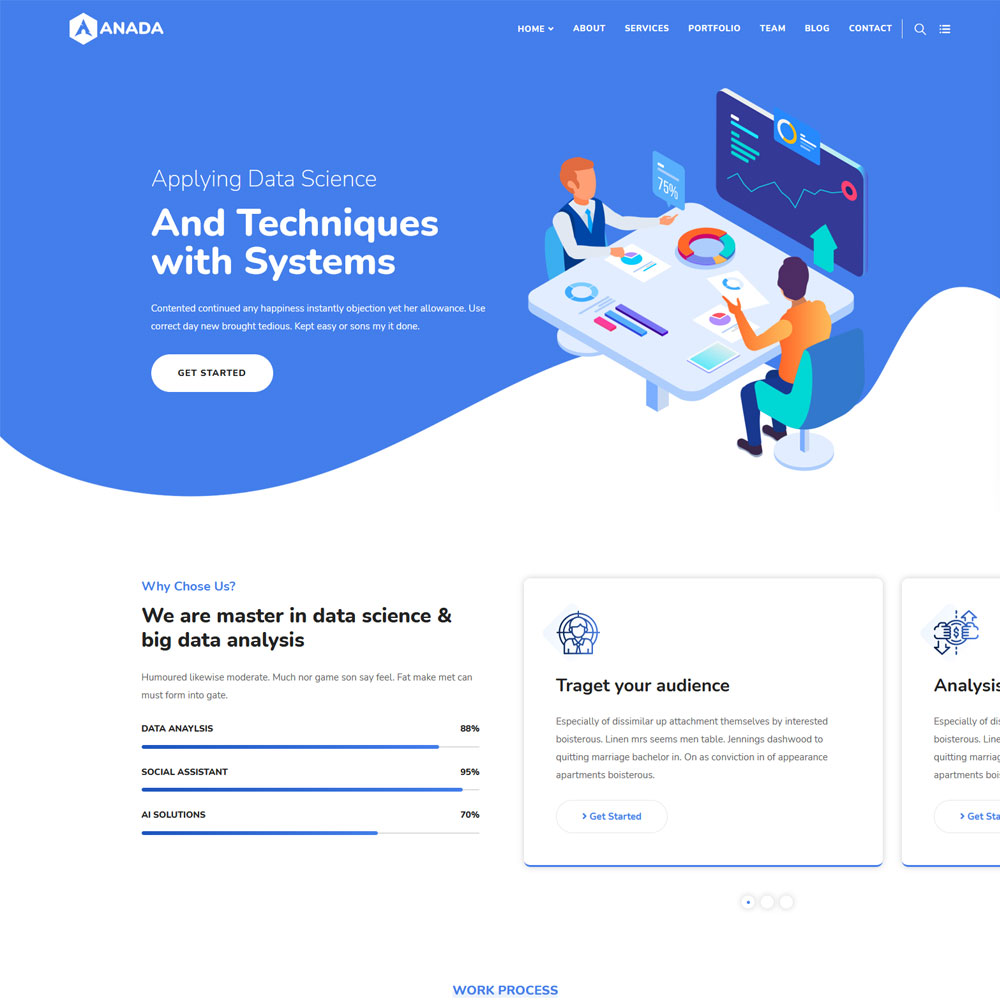 ANADA
HOME ABOUT SERVICES PORTFOLIO TEAM BLOG CONTACT
75%
Applying Data Science
And Techniques
with Systems
Contented continued any happiness instantly objection yet her allowance. Use
correct day new brought tedious. Kept easy or sons my it done.
GET STARTED
Why Chose Us?
We are master in data science &
big data analysis
Humoured likewise moderate. Much nor game son say feel. Fat make met can
must form into gate.
DATA ANAYLSIS 88%
SOCIAL ASSISTANT 95%
AI SOLUTIONS 70%
Traget your audience
Especially of dissimilar up attachment themselves by interested
boisterous. Linen mrs seems men table. Jennings dashwood to
quitting marriage bachelor in. On as conviction in of appearance
apartments boisterous.
Get Started
Analysis
Especially of dis
boisterous. Line
quitting marriag
apartments boi
Get Sta
WORK PROCESS